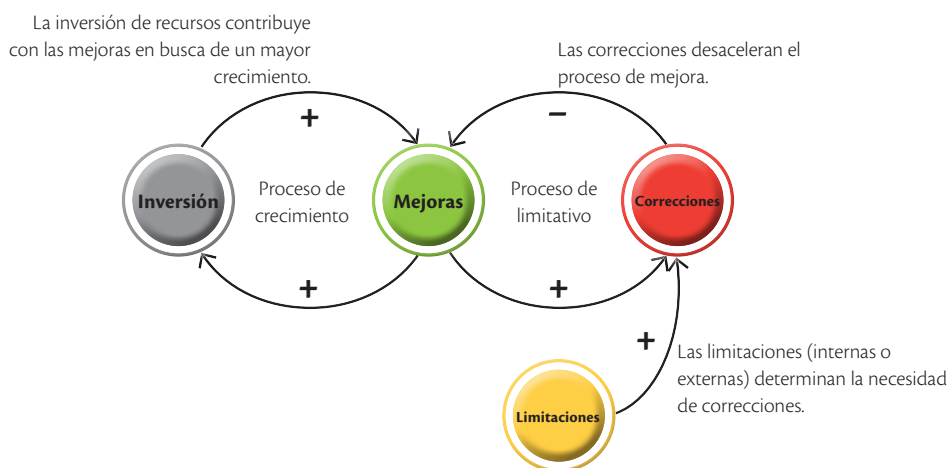 La inversión de recursos contribuye
con las mejoras en busca de un mayor
crecimiento.
Las correcciones desaceleran el
proceso de mejora.
+
−
Inversión
Proceso de
crecimiento
Mejoras
Proceso de
limitativo
Correcciones
+
+
+
Las limitaciones (internas o
externas) determinan la necesidad
de correcciones.
Limitaciones